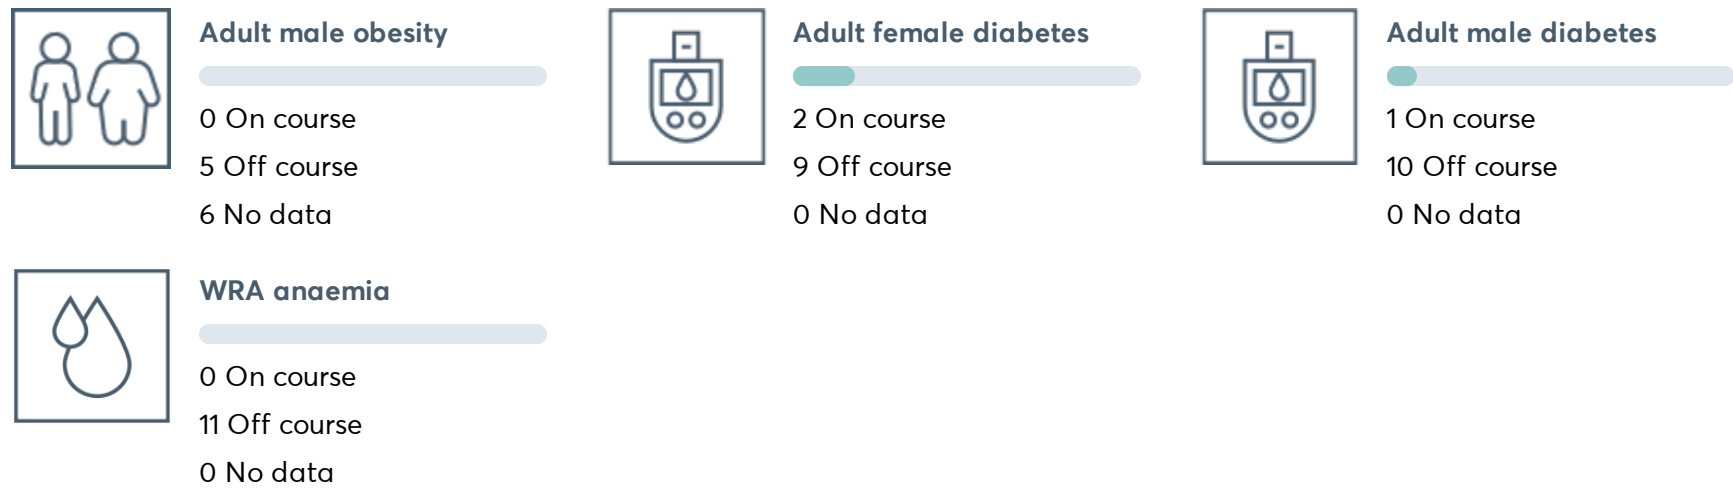 Adult male obesity
0 On course
5 Off course
6 No data
Adult female diabetes
2 On course
9 Off course
0 No data
Adult male diabetes
1 On course
10 Off course
0 No data
WRA anaemia
0 On course
11 Off course
0 No data